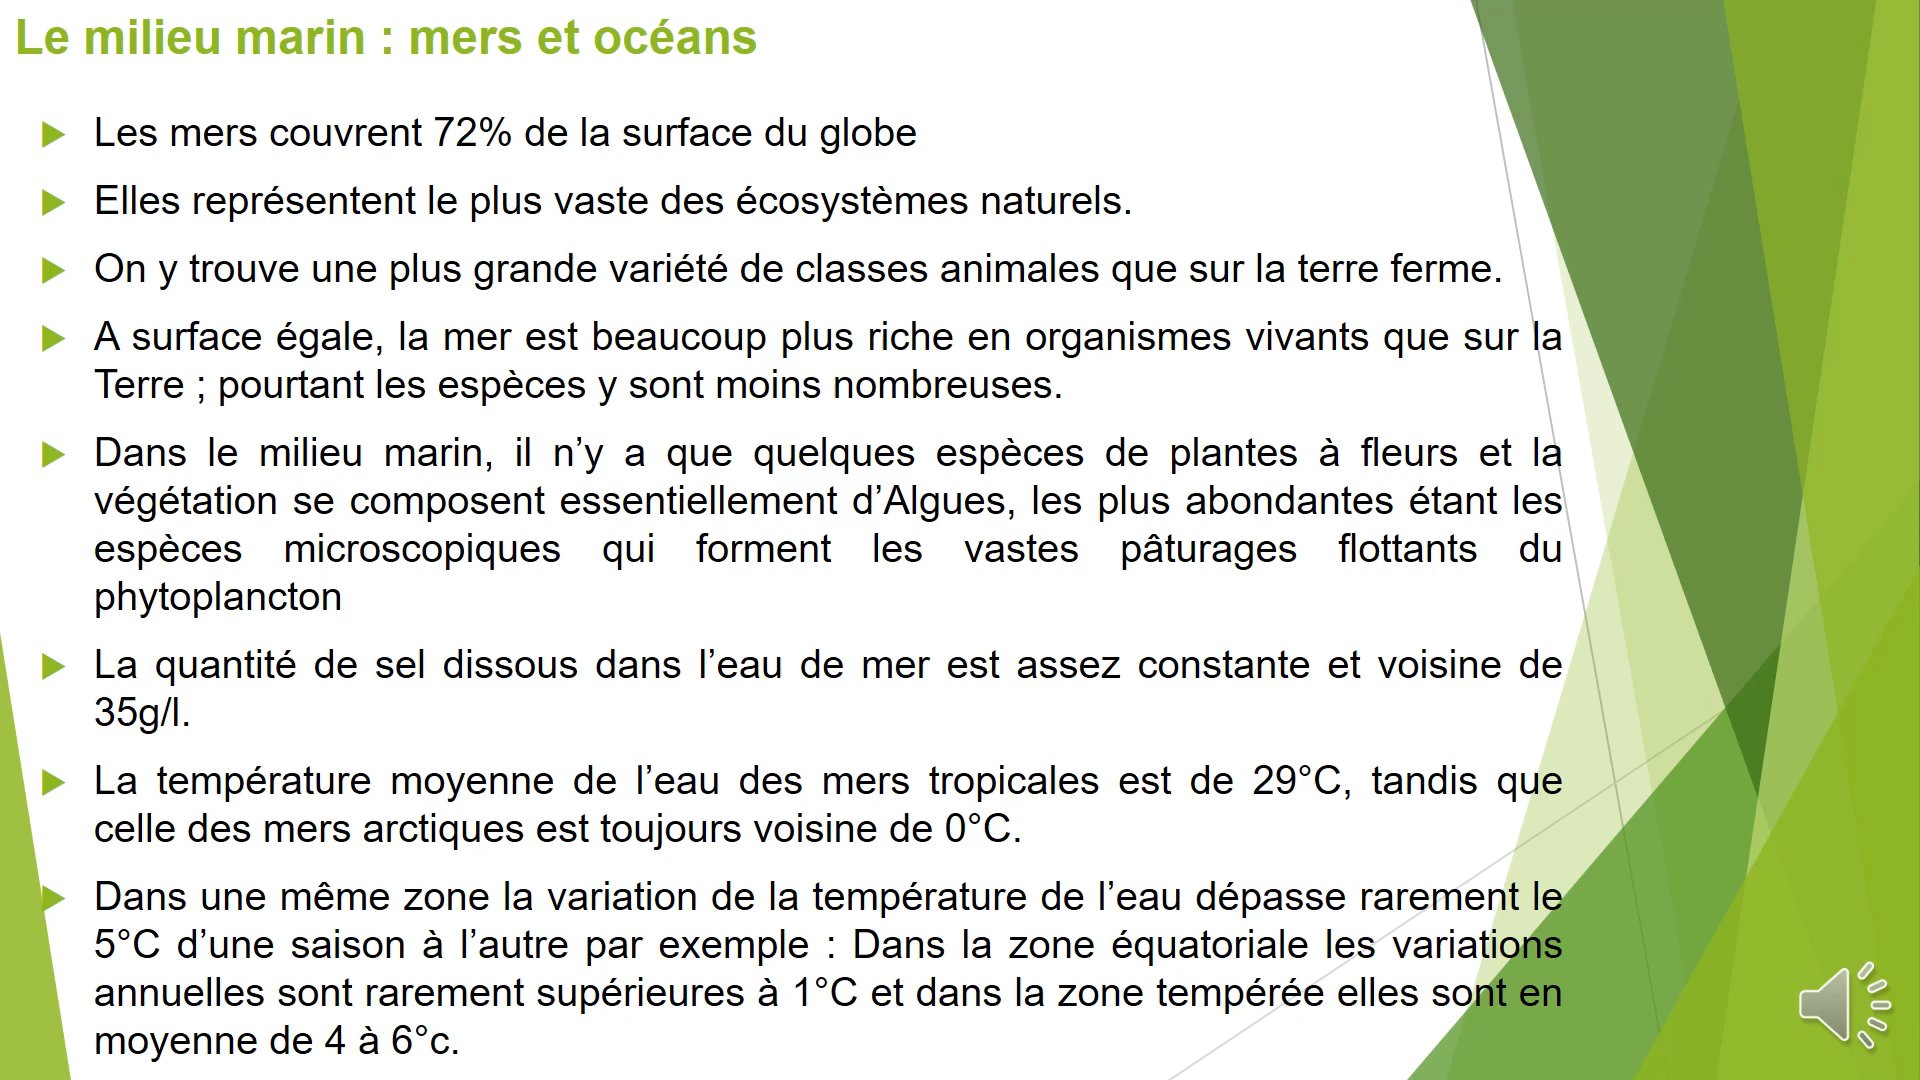 Le milieu marin : mers et océans
Les mers couvrent 72% de la surface du globe
Elles représentent le plus vaste des écosystèmes naturels.
On y trouve une plus grande variété de classes animales que sur la terre ferme.
A surface égale, la mer est beaucoup plus riche en organismes vivants que sur la
Terre ; pourtant les espèces y sont moins nombreuses.
Dans le milieu marin, il n’y a que quelques espèces de plantes à fleurs et la
végétation se composent essentiellement d’Algues, les plus abondantes étant les
espèces microscopiques qui forment les vastes pâturages flottants du
phytoplancton
La quantité de sel dissous dans l’eau de mer est assez constante et voisine de
35g/l.
La température moyenne de l’eau des mers tropicales est de 29°C, tandis que
celle des mers arctiques est toujours voisine de 0°C.
Dans une même zone la variation de la température de l’eau dépasse rarement le
5°C d’une saison à l’autre par exemple : Dans la zone équatoriale les variations
annuelles sont rarement supérieures à 1°C et dans la zone tempérée elles sont en
moyenne de 4 à 6°c.